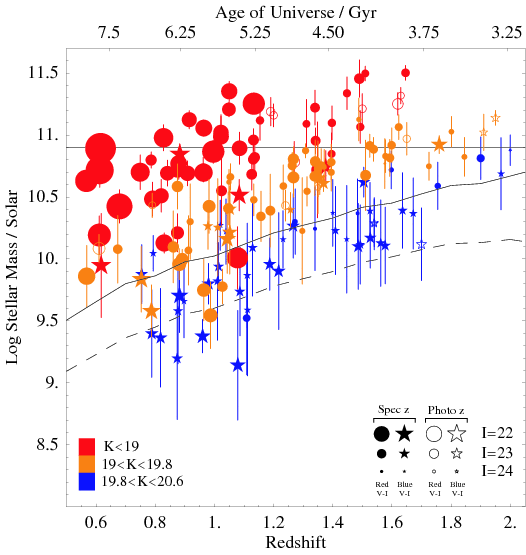 Age of Universe / Gyr
7.5 6.25 5.25 4.50 3.75 3.25
11.5
11.
10.5
10.
9.5
9.
8.5
Log Stellar Mass / Solar
K<19
19<K<19.8
19.8<K<20.6
Spec z Photo z
I=22
I=23
I=24
Red Blue Red Blue
V-I V-I V-I V-I
0.6 0.8 1. 1.2 1.4 1.6 1.8 2.
Redshift